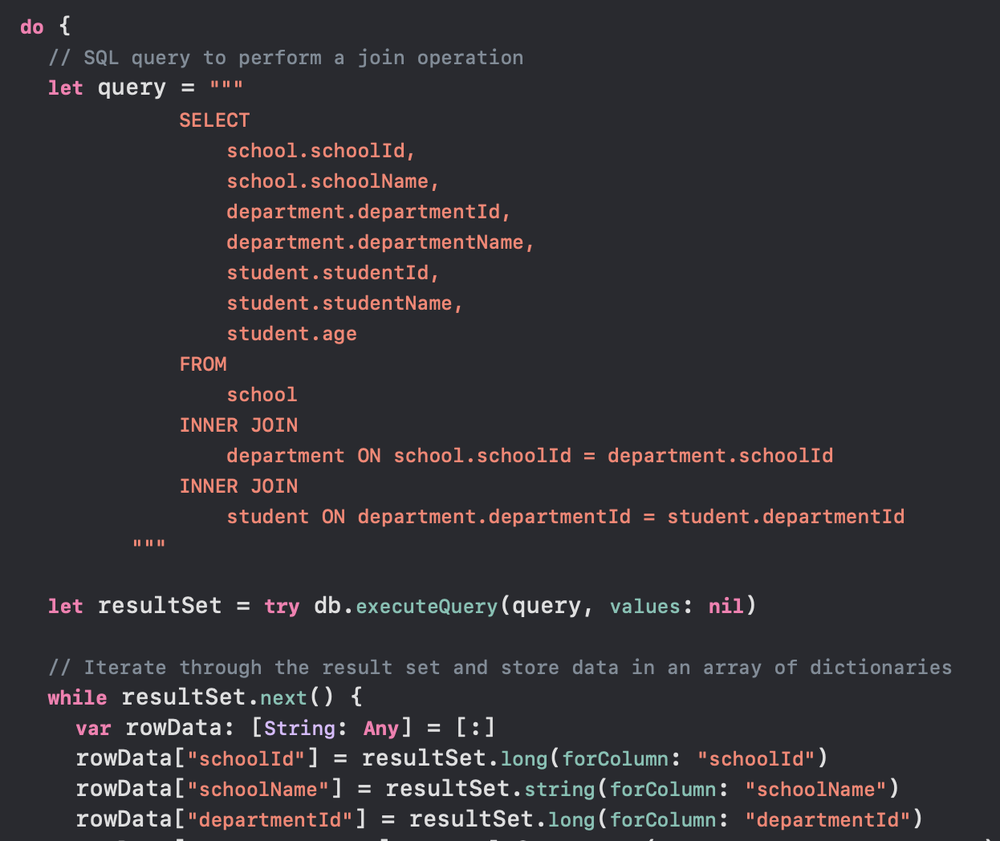 do {
// SQL query to perform a join operation
let query = """
SELECT
school.schoolId,
school.schoolName,
department.departmentId,
department.departmentName,
student.studentId,
student.studentName,
student.age
FROM
school
INNER JOIN
department ON school.schoolId = department.schoolId
INNER JOIN
student ON department.departmentId = student.departmentId
"""
let resultSet = try db.executeQuery(query, values: nil)
// Iterate through the result set and store data in an array of dictionaries
while resultSet.next() {
var rowData: [String: Any] = [:]
rowData["schoolId"] = resultSet.long(forColumn: "schoolId")
rowData["schoolName"] = resultSet.string(forColumn: "schoolName")
rowData["departmentId"] = resultSet.long(forColumn: "departmentId")